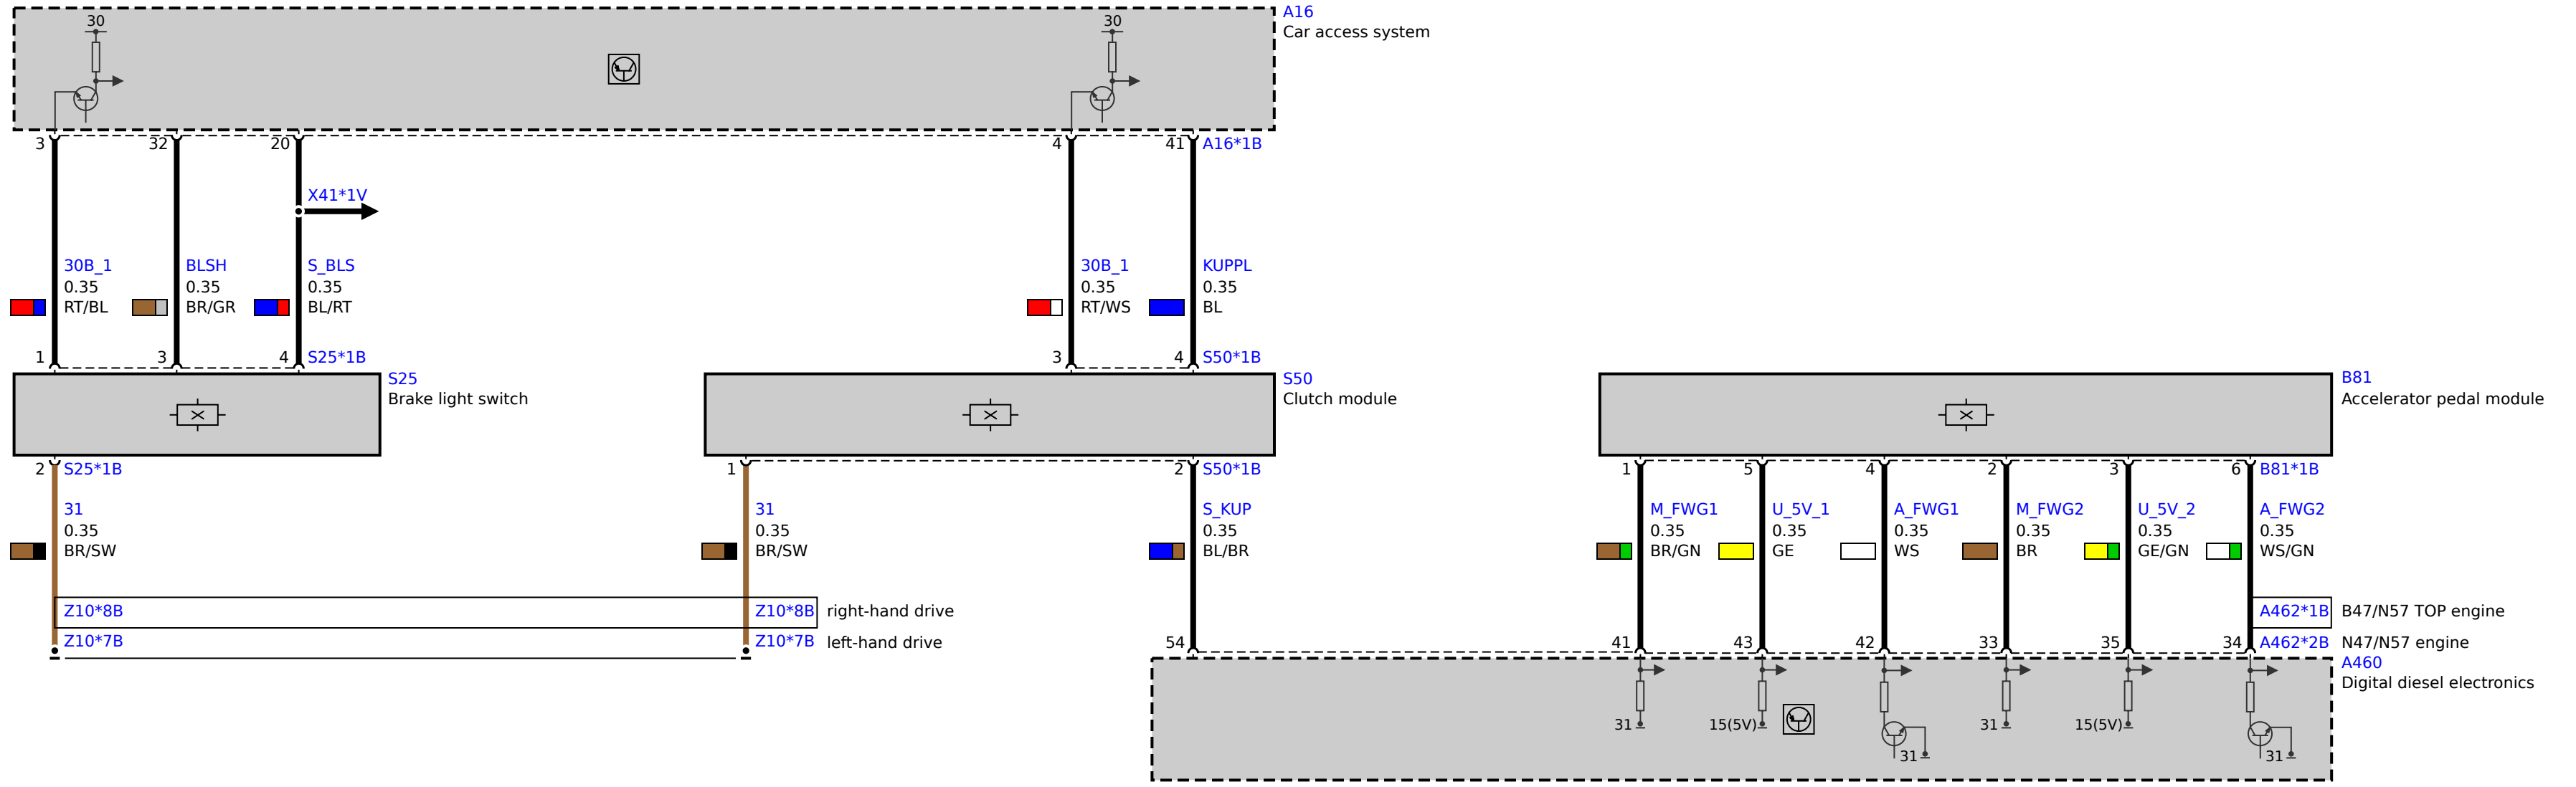 30
30
A16
Car access system
3
32
20
4
41
A16*1B
X41*1V
30B_1
0.35
RT/BL
BLSH
0.35
BR/GR
S_BLS
0.35
BL/RT
30B_1
0.35
RT/WS
KUPPL
0.35
BL
1
3
4
S25*1B
3
4
S50*1B
S25
Brake light switch
S50
Clutch module
B81
Accelerator pedal module
2
S25*1B
1
2
S50*1B
1
5
4
2
3
6
B81*1B
31
0.35
BR/SW
31
0.35
BR/SW
S_KUP
0.35
BL/BR
M_FWG1
0.35
BR/GN
U_5V_1
0.35
GE
A_FWG1
0.35
WS
M_FWG2
0.35
BR
U_5V_2
0.35
GE/GN
A_FWG2
0.35
WS/GN
Z10*8B
Z10*8B
right-hand drive
A462*1B
B47/N57 TOP engine
Z10*7B
Z10*7B
left-hand drive
54
41
43
42
33
35
34
A462*2B
N47/N57 engine
A460
Digital diesel electronics
31
15(5V)
31
31
15(5V)
31